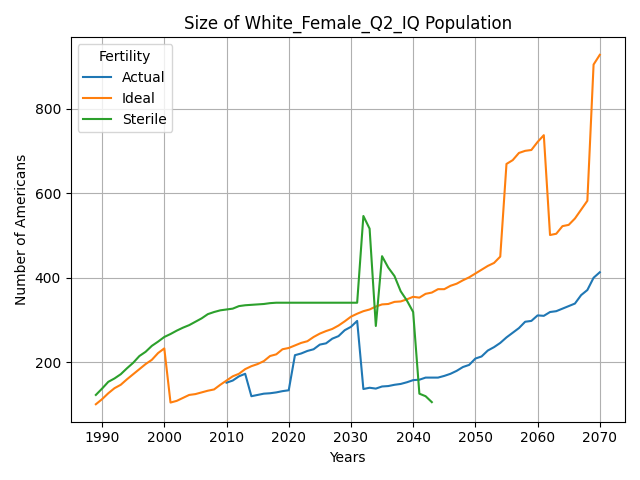 Size of White_Female_Q2_IQ Population
Fertility
Actual
Ideal
Sterile
Number of Americans
800
600
400
200
1990 2000 2010 2020 2030 2040 2050 2060 2070
Years